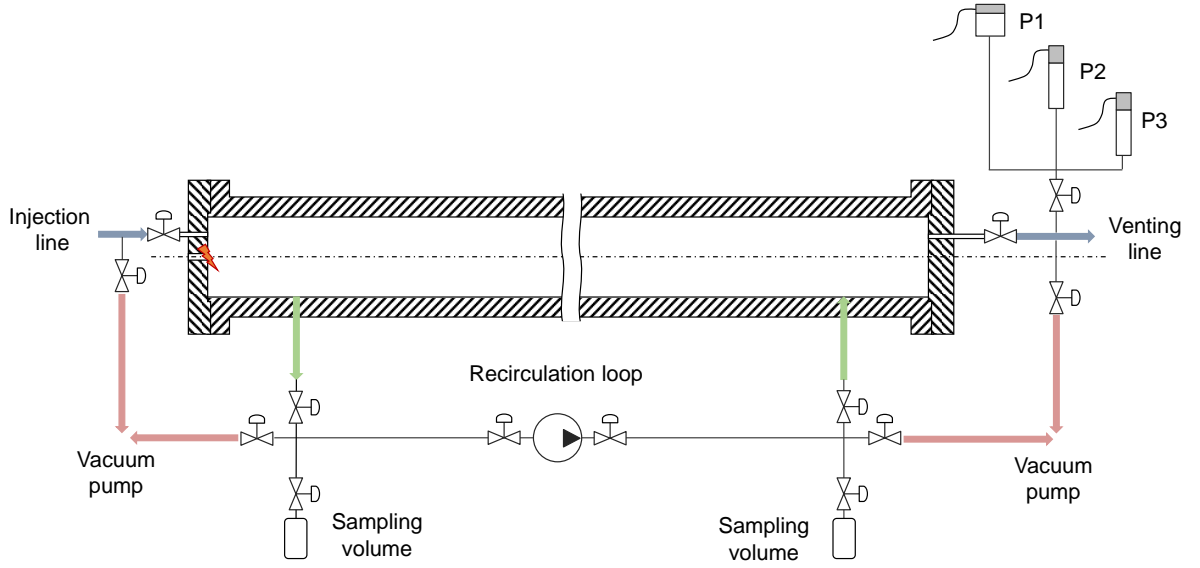 P1
P2
P3
Injection
line
Venting
line
Recirculation loop
Vacuum
pump
Vacuum
pump
Sampling
volume
Sampling
volume